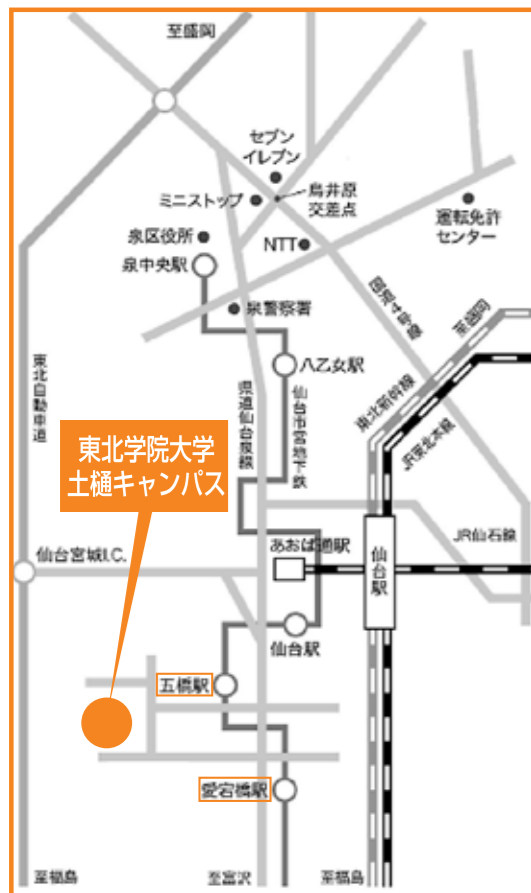 至盛岡
セブン
イレブン
ミニストップ
鳥井原
交差点
運転免許
センター
泉区役所
NTT
泉中央駅
泉警察署
国道4号線
至盛岡
八乙女駅
東北新幹線
JR東北本線
東北自動車道
県道仙台泉線
仙台市営地下鉄
東北学院大学
土樋キャンパス
仙台宮城I.C.
あおば通駅
仙台駅
JR仙石線
仙台駅
五橋駅
愛宕橋駅
至福島
至富沢
至福島